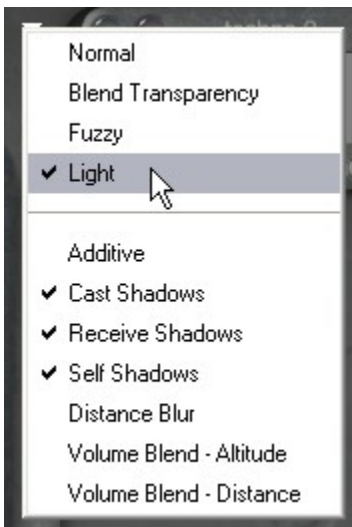 Normal
Blend Transparency
Fuzzy
Light
Additive
Cast Shadows
Receive Shadows
Self Shadows
Distance Blur
Volume Blend - Altitude
Volume Blend - Distance